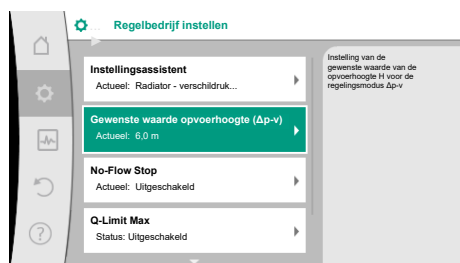 Regelbedrijf instellen
Instellingsassistent
Actueel: Radiator - verschildruk...
Gewenste waarde opvoerhoogte (Δp-v)
Actueel: 6,0 m
No-Flow Stop
Actueel: Uitgeschakeld
Q-Limit Max
Status: Uitgeschakeld
Instelling van de
gewenste waarde van de
opvoerhoogte H voor de
regelingsmodus Δp-v
?